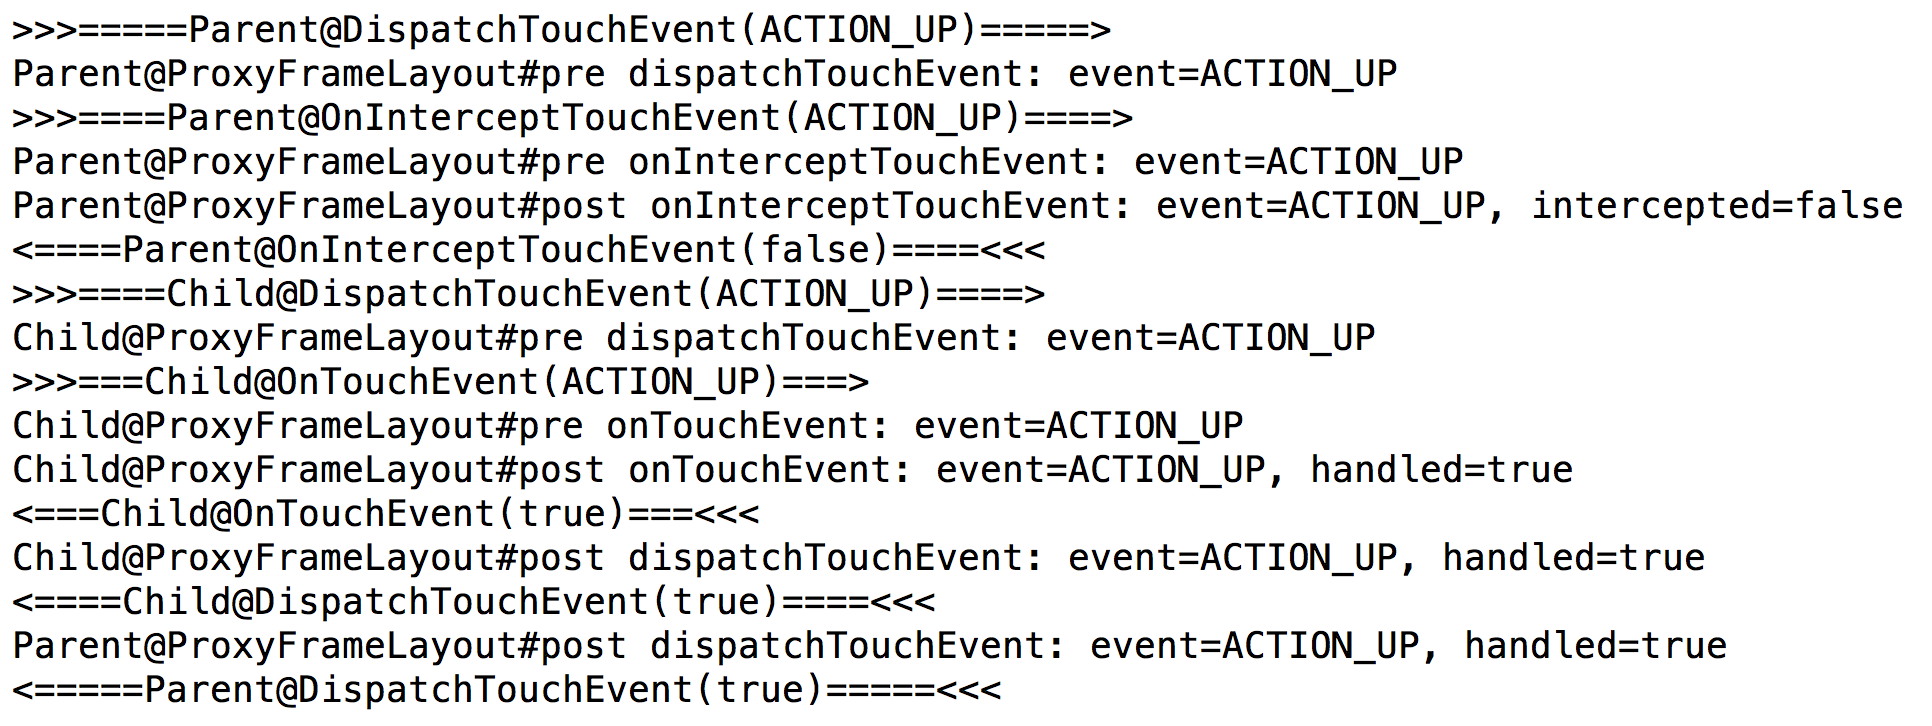 >>>=====Parent@DispatchTouchEvent(ACTION_UP)=====>
Parent@ProxyFrameLayout#pre dispatchTouchEvent: event=ACTION_UP
>>>====Parent@OnInterceptTouchEvent(ACTION_UP)====>
Parent@ProxyFrameLayout#pre onInterceptTouchEvent: event=ACTION_UP
Parent@ProxyFrameLayout#post onInterceptTouchEvent: event=ACTION_UP, intercepted=false
<====Parent@OnInterceptTouchEvent(false)====<<<
>>>====Child@DispatchTouchEvent(ACTION_UP)====>
Child@ProxyFrameLayout#pre dispatchTouchEvent: event=ACTION_UP
>>>===Child@OnTouchEvent(ACTION_UP)===>
Child@ProxyFrameLayout#pre onTouchEvent: event=ACTION_UP
Child@ProxyFrameLayout#post onTouchEvent: event=ACTION_UP, handled=true
<===Child@OnTouchEvent(true)===<<<
Child@ProxyFrameLayout#post dispatchTouchEvent: event=ACTION_UP, handled=true
<====Child@DispatchTouchEvent(true)====<<<
Parent@ProxyFrameLayout#post dispatchTouchEvent: event=ACTION_UP, handled=true
<=====Parent@DispatchTouchEvent(true)=====<<<